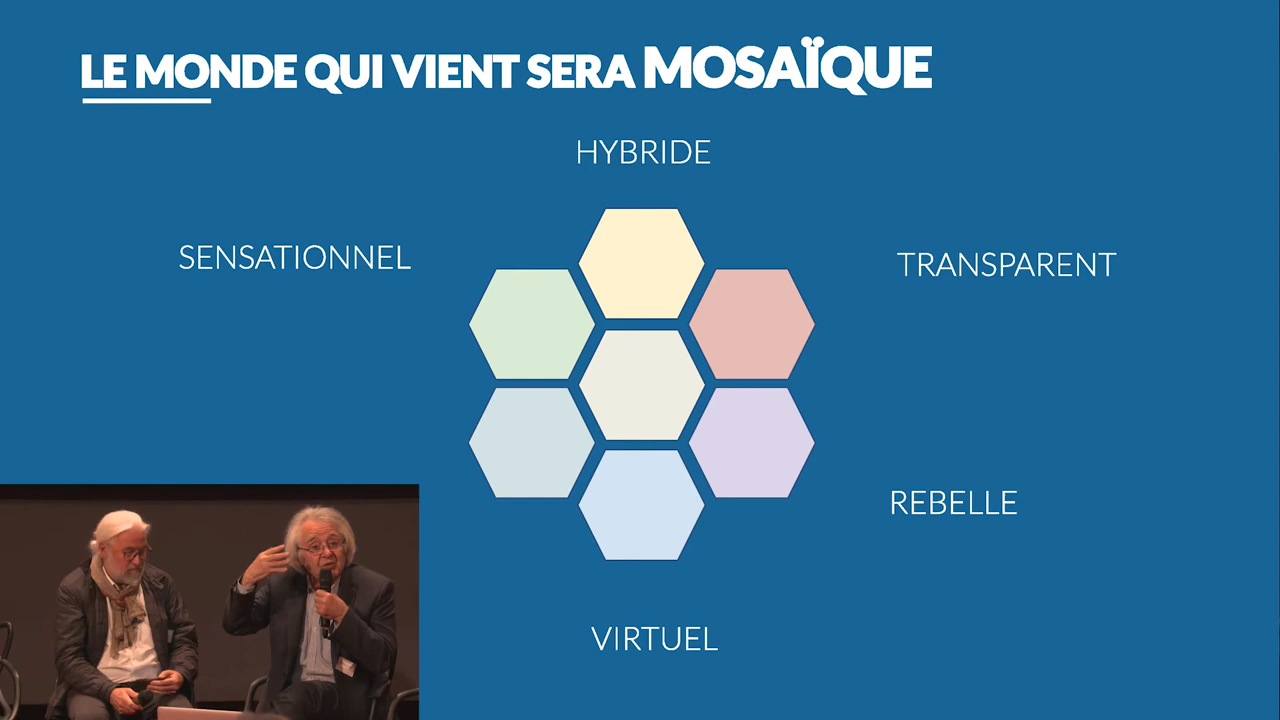 LE MONDE QUI VIENT SERA MOSAÏQUE
HYBRIDE
SENSATIONNEL
TRANSPARENT
REBELLE
VIRTUEL